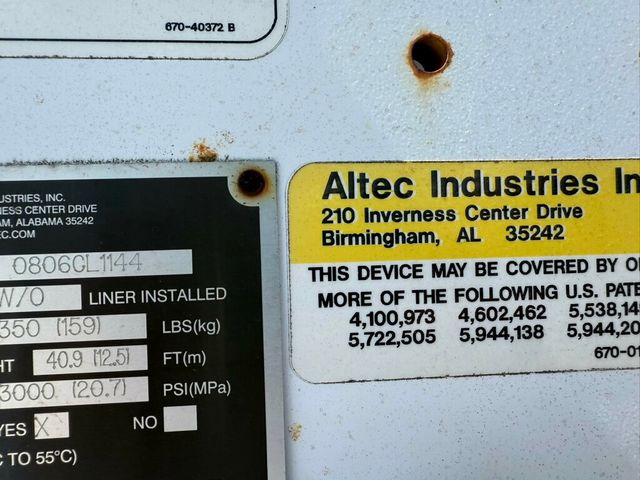 670-40372 B
USTRIES, INC.
NESS CENTER DRIVE
AM, ALABAMA 35242
EC.COM
0806CL1144
W/O LINER INSTALLED
350 (159) LBS(kg)
HT 40.9 (12.5) FT(m)
3000 (20.7) PSI(MPa)
YES X NO
C TO 55°C)
Altec Industries In
210 Inverness Center Drive
Birmingham, AL 35242
THIS DEVICE MAY BE COVERED BY O
MORE OF THE FOLLOWING U.S. PATE
4,100,973 4,602,462 5,538,14
5,722,505 5,944,138 5,944,20
670-01